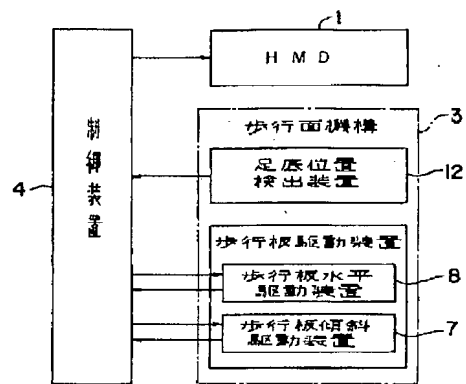 1
HMD
制御装置
4
歩行面機構
3
足底位置
検出装置
12
歩行板駆動装置
歩行板水平
駆動装置
8
歩行板傾斜
駆動装置
7